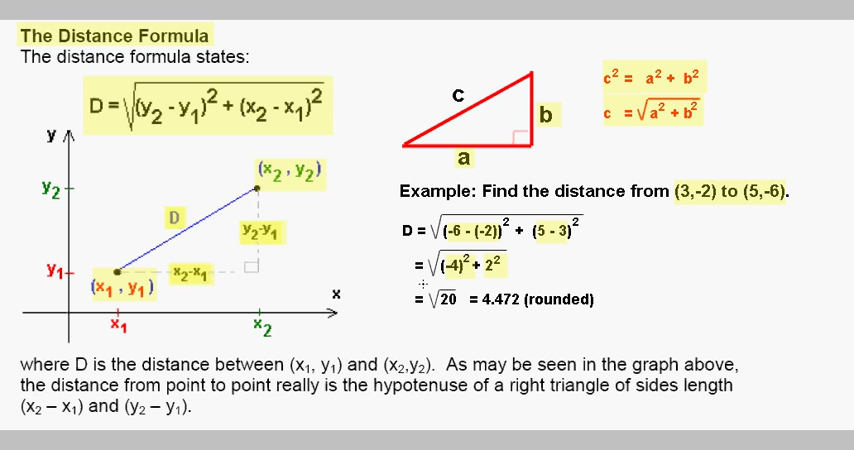 The Distance Formula
The distance formula states:
D = √(y₂ - y₁)² + (x₂ - x₁)²
c
b
a
c² = a² + b²
c = √a² + b²
y
y₂
(x₂ , y₂)
D
y₂-y₁
y₁
x₂-x₁
(x₁ , y₁)
x
x₁
x₂
Example: Find the distance from (3,-2) to (5,-6).
D = √(-6 - (-2))² + (5 - 3)²
= √(-4)² + 2²
= √20 = 4.472 (rounded)
where D is the distance between (x₁, y₁) and (x₂,y₂). As may be seen in the graph above,
the distance from point to point really is the hypotenuse of a right triangle of sides length
(x₂ – x₁) and (y₂ – y₁).